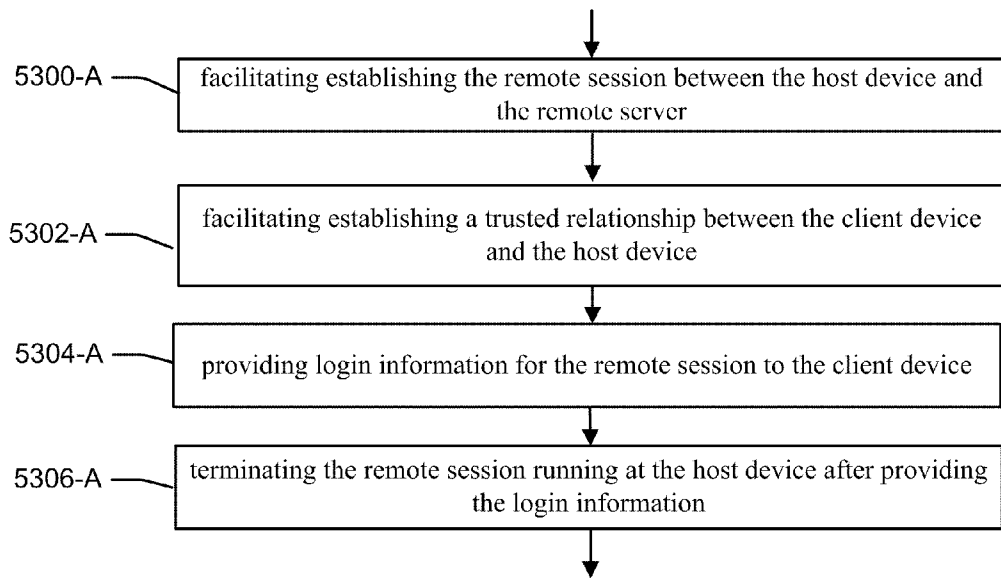 5300-A
facilitating establishing the remote session between the host device and
the remote server
5302-A
facilitating establishing a trusted relationship between the client device
and the host device
5304-A
providing login information for the remote session to the client device
5306-A
terminating the remote session running at the host device after providing
the login information